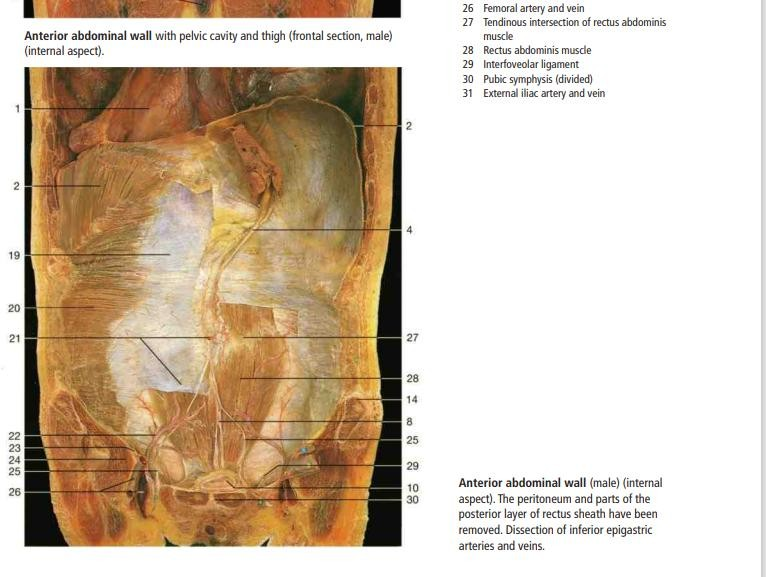 Anterior abdominal wall with pelvic cavity and thigh (frontal section, male)
(internal aspect).
26 Femoral artery and vein
27 Tendinous intersection of rectus abdominis
muscle
28 Rectus abdominis muscle
29 Interfoveolar ligament
30 Pubic symphysis (divided)
31 External iliac artery and vein
1
2
19
20
21
22
23
24
25
26
2
4
27
28
14
8
25
29
10
30
Anterior abdominal wall (male) (internal
aspect). The peritoneum and parts of the
posterior layer of rectus sheath have been
removed. Dissection of inferior epigastric
arteries and veins.